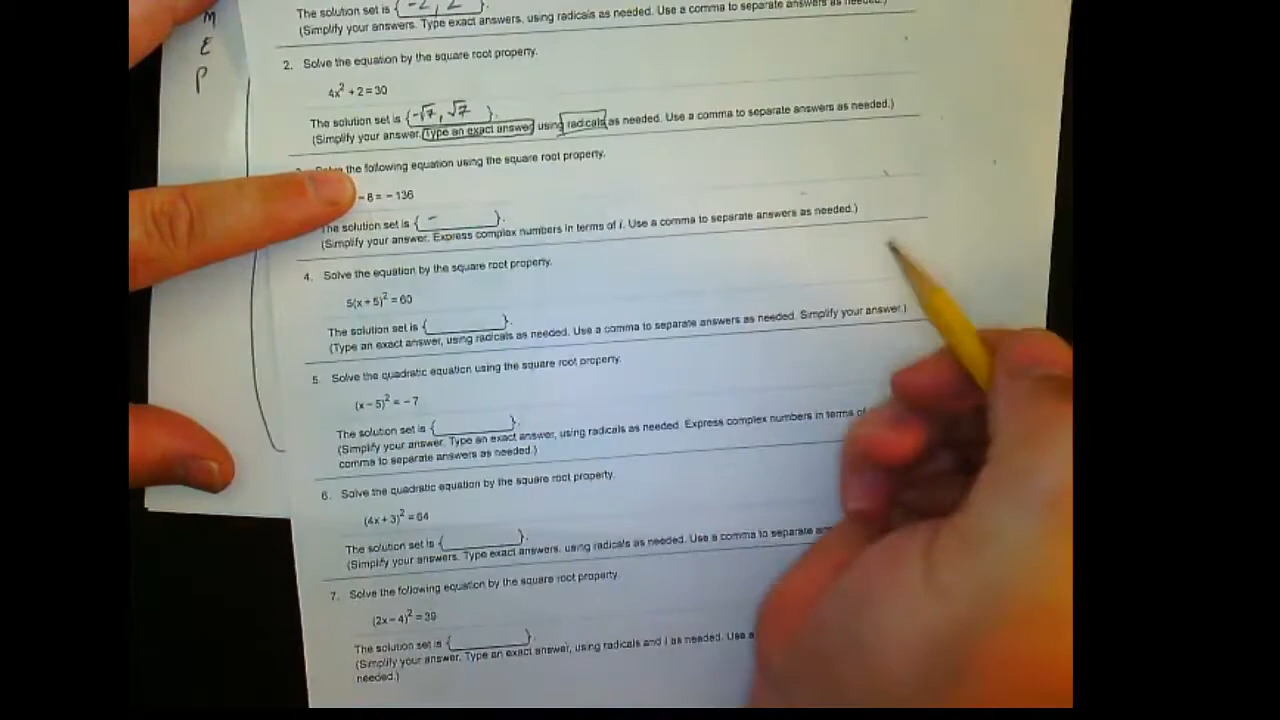 M
E
P
The solution set is { -2, 2 }.
(Simplify your answers. Type exact answers, using radicals as needed. Use a comma to separate answers as needed.)
2. Solve the equation by the square root property.
4x² + 2 = 30
The solution set is { -√7, √7 }.
(Simplify your answer. Type an exact answer, using radicals as needed. Use a comma to separate answers as needed.)
the following equation using the square root property.
- 8 = - 136
The solution set is { - }.
(Simplify your answer. Express complex numbers in terms of i. Use a comma to separate answers as needed.)
4. Solve the equation by the square root property.
5(x + 5)² = 60
The solution set is { }.
(Type an exact answer, using radicals as needed. Use a comma to separate answers as needed. Simplify your answer.)
5. Solve the quadratic equation using the square root property.
(x - 5)² = - 7
The solution set is { }.
(Simplify your answer. Type an exact answer, using radicals as needed. Express complex numbers in terms of
comma to separate answers as needed.)
6. Solve the quadratic equation by the square root property.
(4x + 3)² = 64
The solution set is { }.
(Simplify your answers. Type exact answers, using radicals as needed. Use a comma to separate
7. Solve the following equation by the square root property.
(2x - 4)² = 39
The solution set is { }.
(Simplify your answer. Type an exact answer, using radicals and i as needed. Use a
needed.)